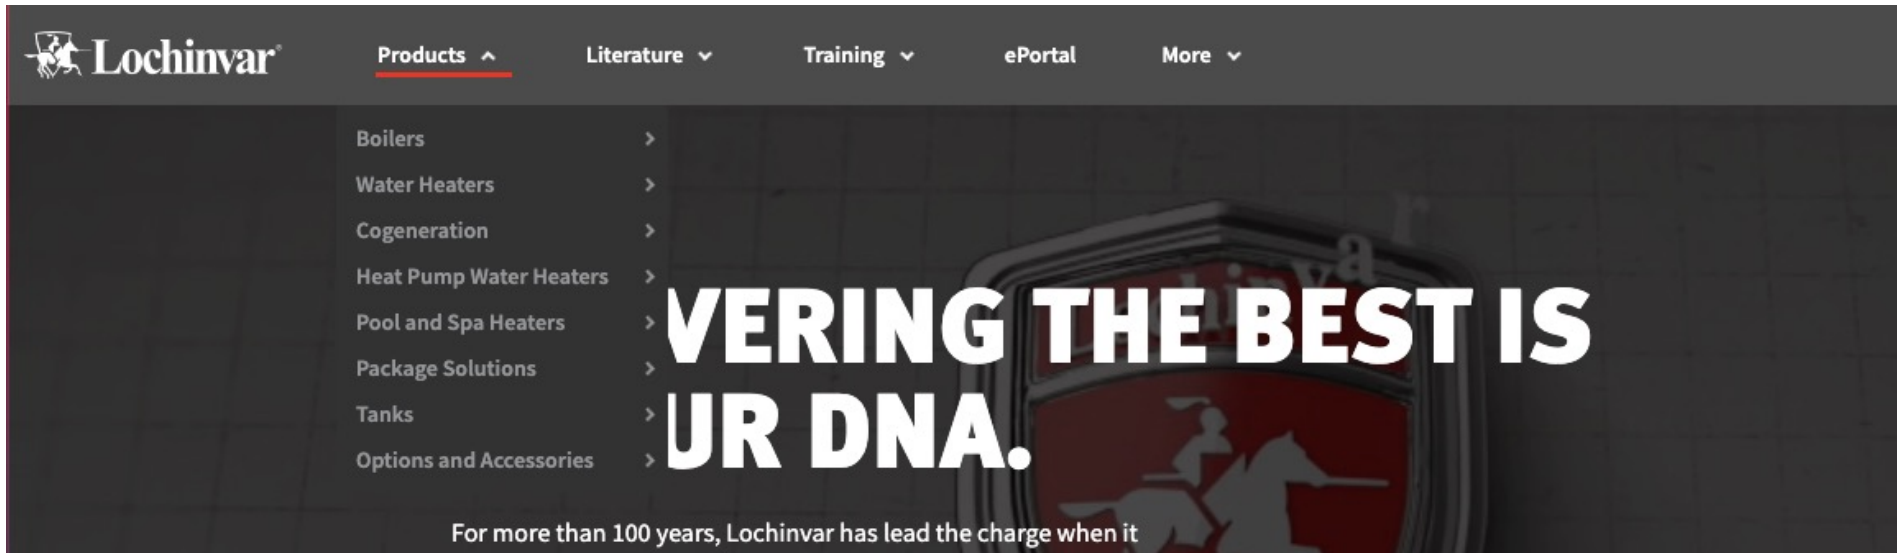 Lochinvar
Products
Literature
Training
ePortal
More
Boilers
Water Heaters
Cogeneration
Heat Pump Water Heaters
Pool and Spa Heaters
Package Solutions
Tanks
Options and Accessories
Lochinvar
VERING THE BEST IS
UR DNA.
For more than 100 years, Lochinvar has lead the charge when it